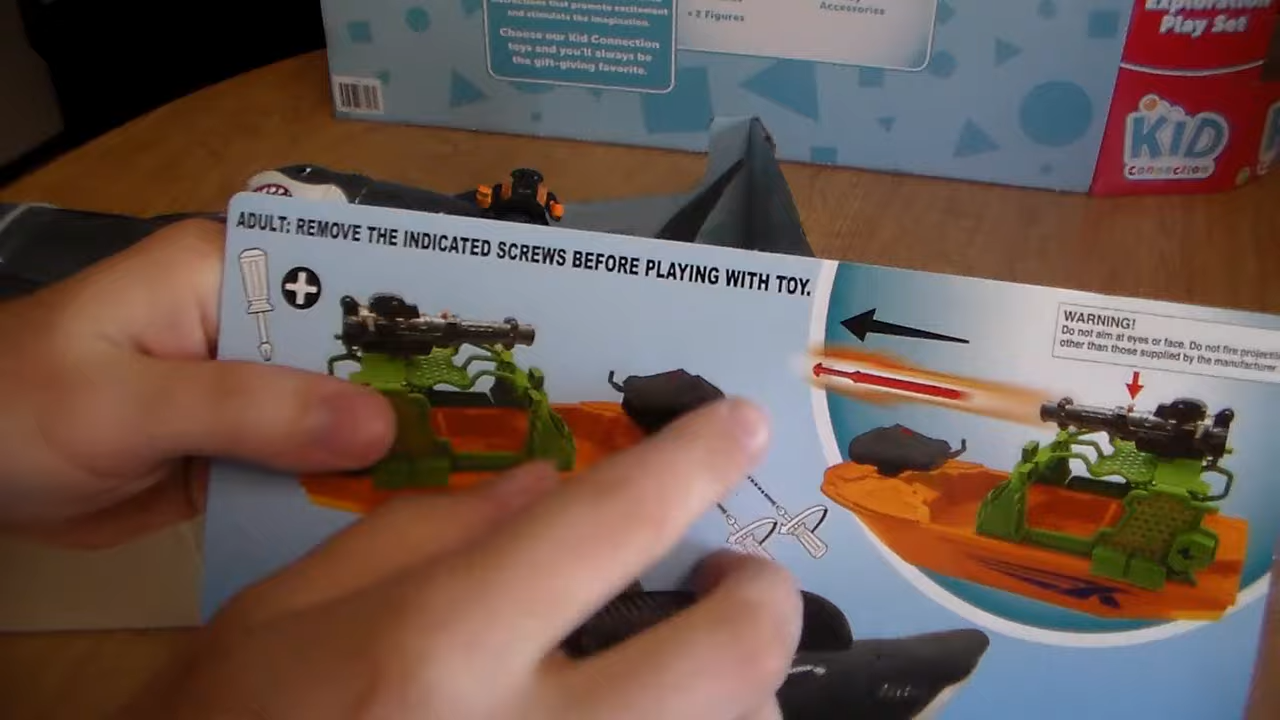 instructions that promote excitement
and stimulate the imagination.
Choose our Kid Connection
toys and you'll always be
the gift-giving favorite.
• 2 Figures
Accessories
Exploration
Play Set
KID
Connection
ADULT: REMOVE THE INDICATED SCREWS BEFORE PLAYING WITH TOY.
WARNING!
Do not aim at eyes or face. Do not fire
other than those supplied by the manufacturer